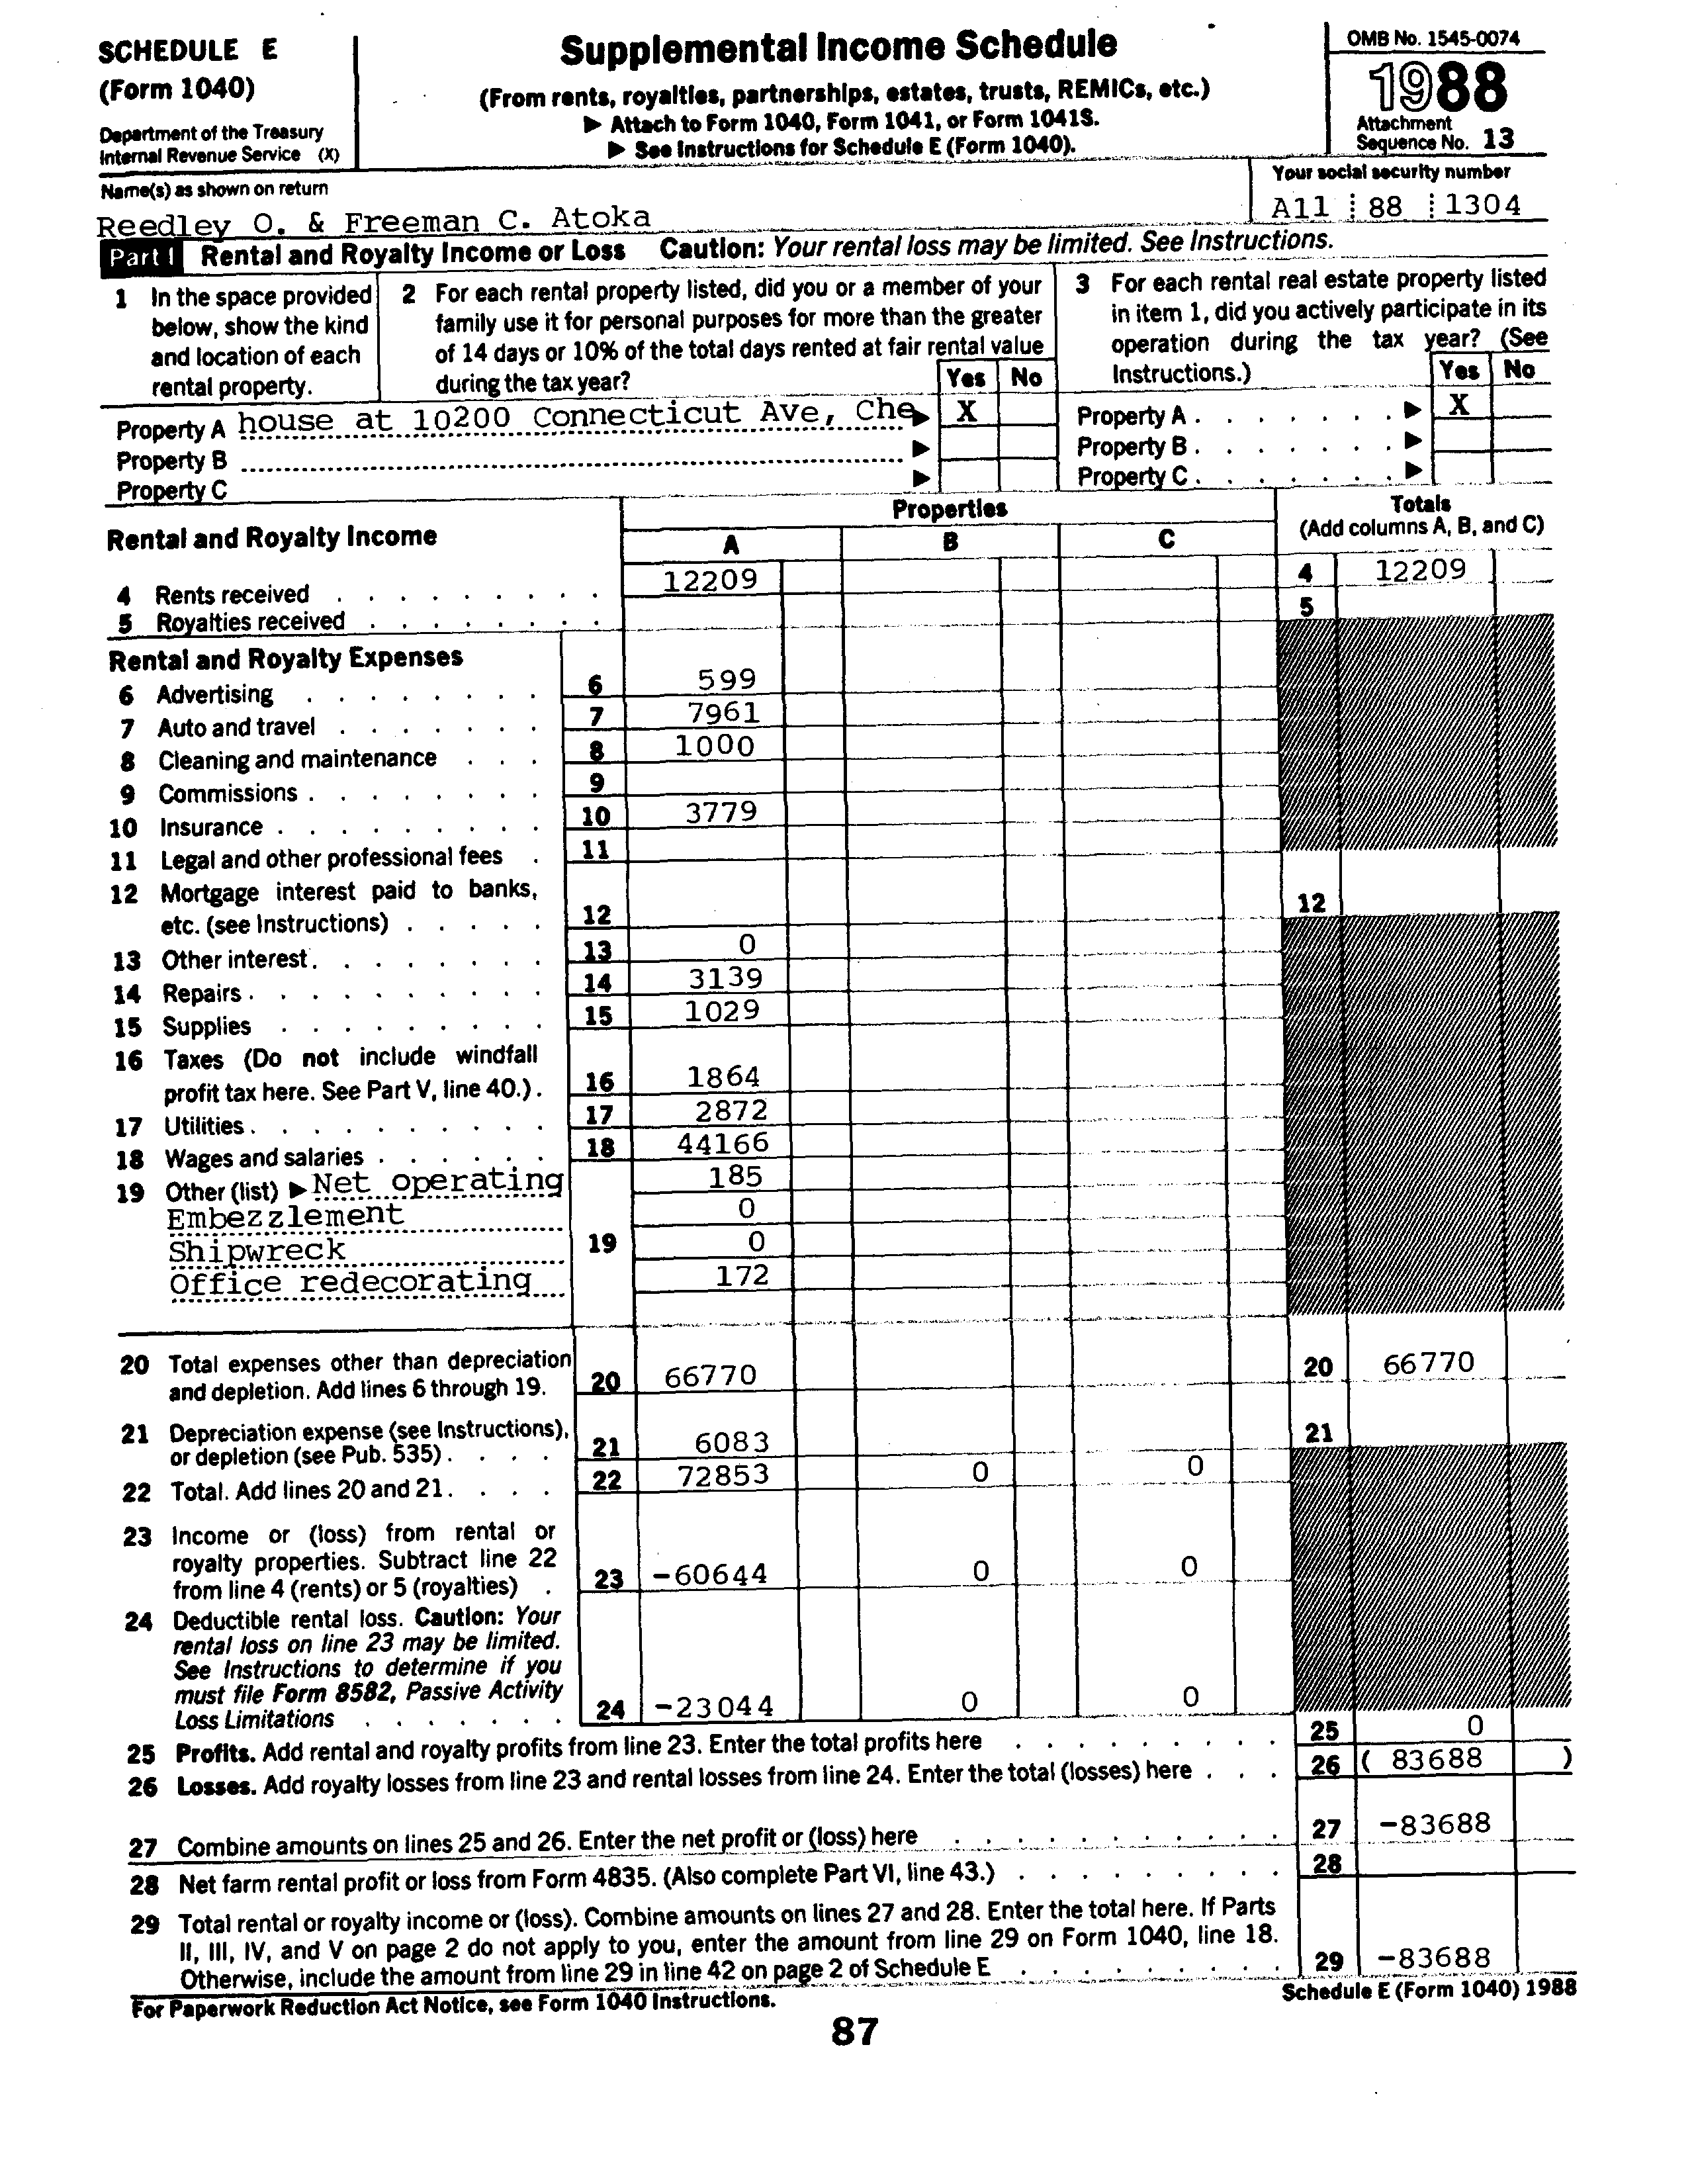 SCHEDULE E
(Form 1040)
Department of the Treasury
Internal Revenue Service (X)
Supplemental Income Schedule
(From rents, royalties, partnerships, estates, trusts, REMICs, etc.)
▶ Attach to Form 1040, Form 1041, or Form 1041S.
▶ See Instructions for Schedule E (Form 1040).
OMB No. 1545-0074
1988
Attachment
Sequence No. 13
Name(s) as shown on return
Reedley O. & Freeman C. Atoka
Your social security number
A11 88 1304
Part I Rental and Royalty Income or Loss Caution: Your rental loss may be limited. See Instructions.
1 In the space provided
below, show the kind
and location of each
rental property.
2 For each rental property listed, did you or a member of your
family use it for personal purposes for more than the greater
of 14 days or 10% of the total days rented at fair rental value
during the tax year?
Yes No
3 For each rental real estate property listed
in item 1, did you actively participate in its
operation during the tax year? (See
Instructions.)
Yes No
Property A house at 10200 Connecticut Ave, Che ▶ X
Property B ▶
Property C ▶
Property A . . . . . . . ▶ X
Property B . . . . . . . ▶
Property C . . . . . . . ▶
Rental and Royalty Income
Properties
A B C
Totals
(Add columns A, B, and C)
4 Rents received 12209 4 12209
5 Royalties received 5
Rental and Royalty Expenses
6 Advertising 6 599
7 Auto and travel 7 7961
8 Cleaning and maintenance 8 1000
9 Commissions 9
10 Insurance 10 3779
11 Legal and other professional fees 11
12 Mortgage interest paid to banks,
etc. (see Instructions) 12 12
13 Other interest 13 0
14 Repairs 14 3139
15 Supplies 15 1029
16 Taxes (Do not include windfall
profit tax here. See Part V, line 40.) 16 1864
17 Utilities 17 2872
18 Wages and salaries 18 44166
19 Other (list) ▶ Net operating 185
Embezzlement 0
Shipwreck 19 0
Office redecorating 172
20 Total expenses other than depreciation
and depletion. Add lines 6 through 19. 20 66770 20 66770
21 Depreciation expense (see Instructions),
or depletion (see Pub. 535) 21 6083 21
22 Total. Add lines 20 and 21 22 72853 0 0
23 Income or (loss) from rental or
royalty properties. Subtract line 22
from line 4 (rents) or 5 (royalties) 23 -60644 0 0
24 Deductible rental loss. Caution: Your
rental loss on line 23 may be limited.
See Instructions to determine if you
must file Form 8582, Passive Activity
Loss Limitations 24 -23044 0 0
25 Profits. Add rental and royalty profits from line 23. Enter the total profits here 25 0
26 Losses. Add royalty losses from line 23 and rental losses from line 24. Enter the total (losses) here 26 ( 83688 )
27 Combine amounts on lines 25 and 26. Enter the net profit or (loss) here 27 -83688
28 Net farm rental profit or loss from Form 4835. (Also complete Part VI, line 43.) 28
29 Total rental or royalty income or (loss). Combine amounts on lines 27 and 28. Enter the total here. If Parts
II, III, IV, and V on page 2 do not apply to you, enter the amount from line 29 on Form 1040, line 18.
Otherwise, include the amount from line 29 in line 42 on page 2 of Schedule E 29 -83688
For Paperwork Reduction Act Notice, see Form 1040 Instructions.
Schedule E (Form 1040) 1988
87